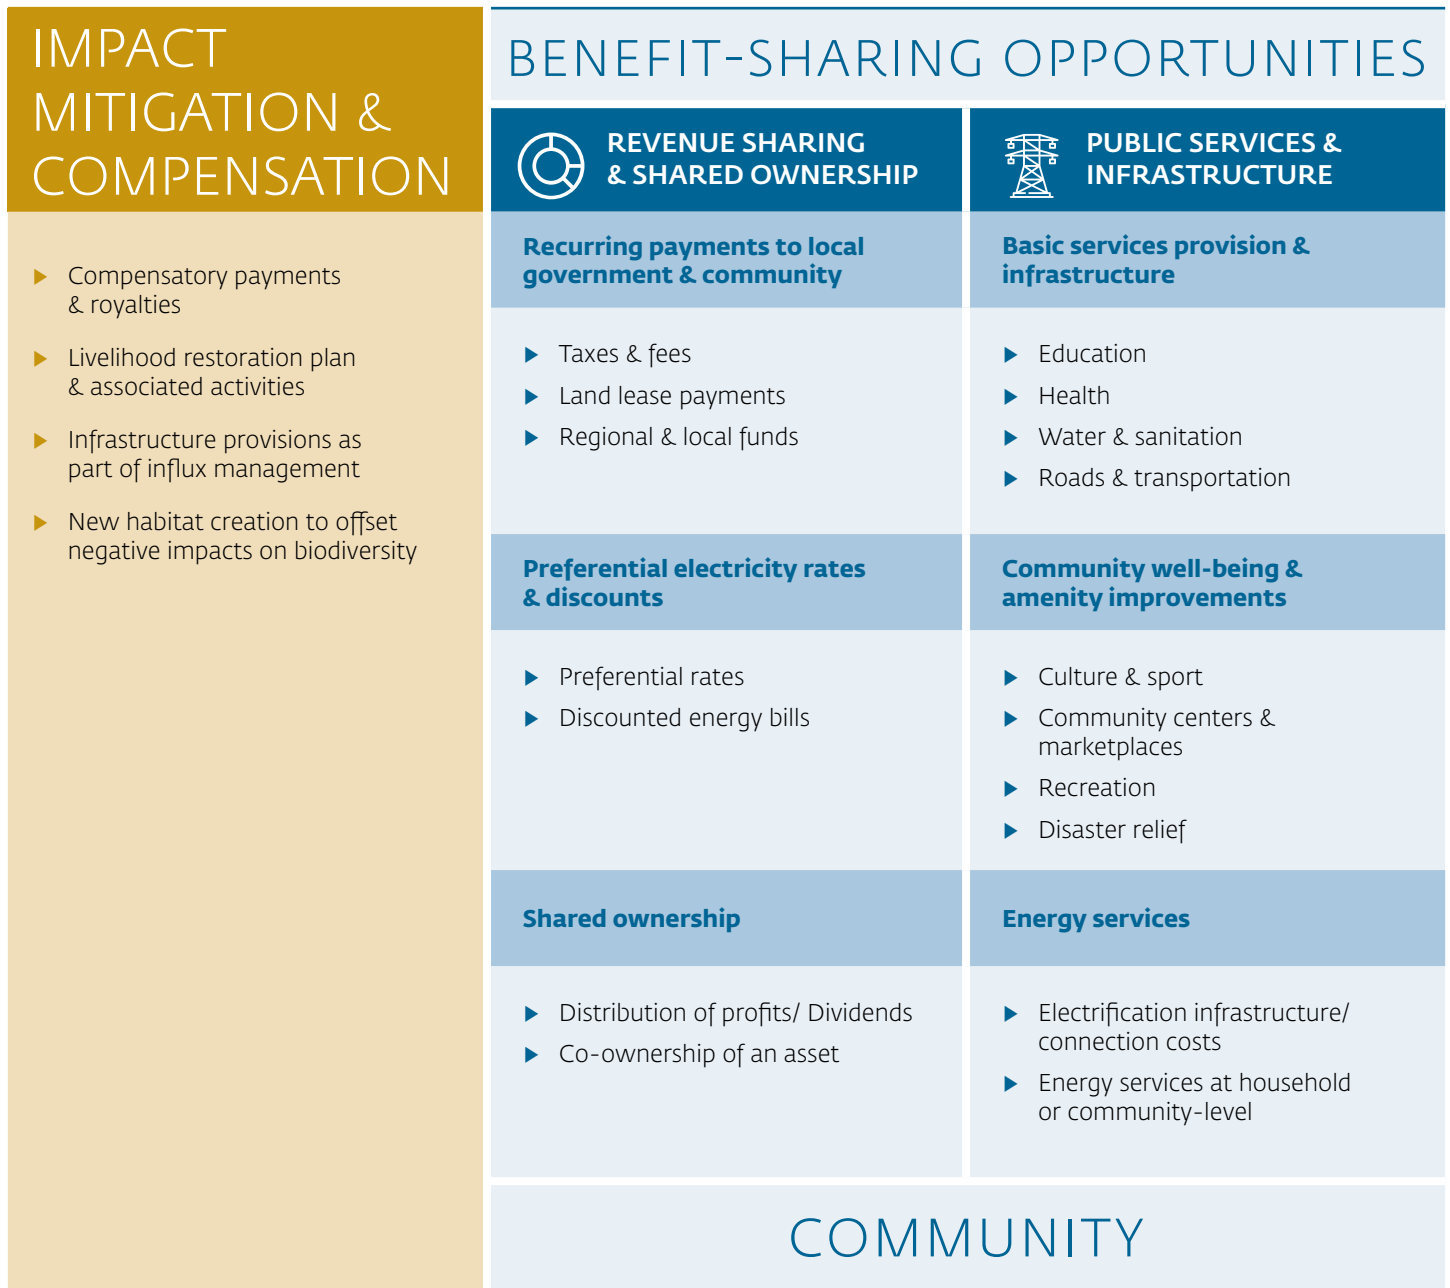 IMPACT
MITIGATION &
COMPENSATION
▶ Compensatory payments
& royalties
▶ Livelihood restoration plan
& associated activities
▶ Infrastructure provisions as
part of influx management
▶ New habitat creation to offset
negative impacts on biodiversity
BENEFIT-SHARING OPPORTUNITIES
REVENUE SHARING
& SHARED OWNERSHIP
Recurring payments to local
government & community
▶ Taxes & fees
▶ Land lease payments
▶ Regional & local funds
Preferential electricity rates
& discounts
▶ Preferential rates
▶ Discounted energy bills
Shared ownership
▶ Distribution of profits/ Dividends
▶ Co-ownership of an asset
PUBLIC SERVICES &
INFRASTRUCTURE
Basic services provision &
infrastructure
▶ Education
▶ Health
▶ Water & sanitation
▶ Roads & transportation
Community well-being &
amenity improvements
▶ Culture & sport
▶ Community centers &
marketplaces
▶ Recreation
▶ Disaster relief
Energy services
▶ Electrification infrastructure/
connection costs
▶ Energy services at household
or community-level
COMMUNITY